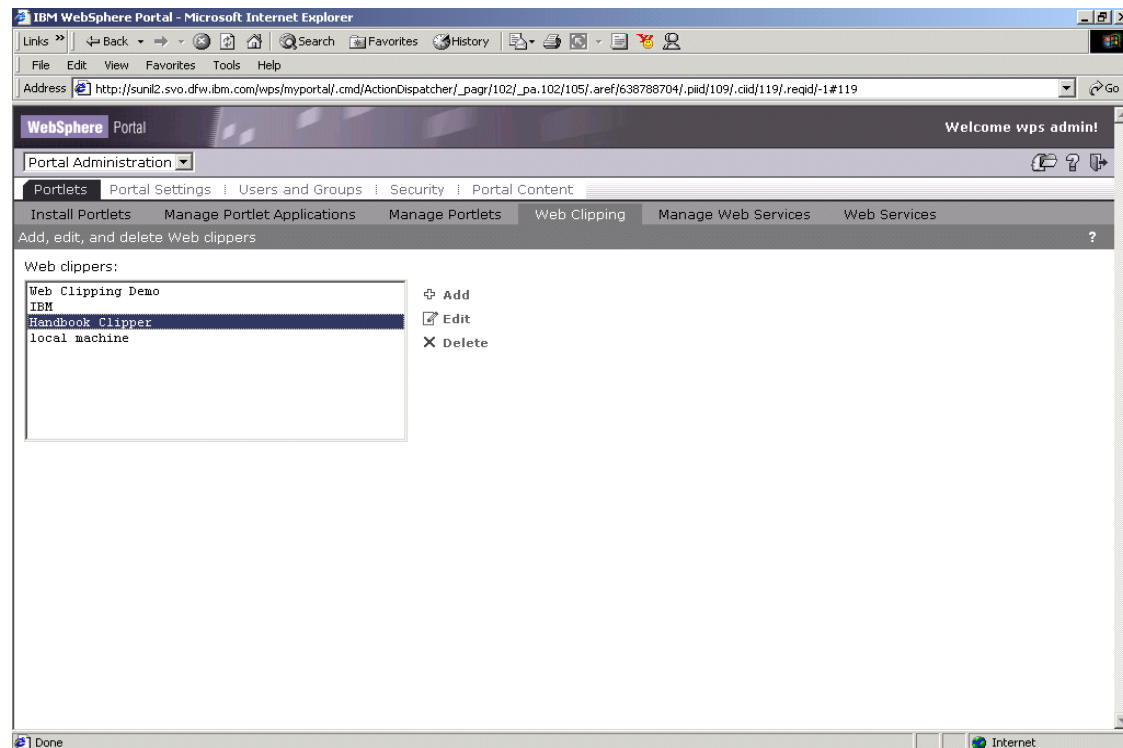 IBM WebSphere Portal - Microsoft Internet Explorer
Links » Back Search Favorites History
File Edit View Favorites Tools Help
Address http://sunil2.svo.dfw.ibm.com/wps/myportal/.cmd/ActionDispatcher/_pagr/102/_pa.102/105/.aref/638788704/.piid/109/.ciid/119/.reqid/-1#119 Go
WebSphere Portal Welcome wps admin!
Portal Administration ?
Portlets Portal Settings Users and Groups Security Portal Content
Install Portlets Manage Portlet Applications Manage Portlets Web Clipping Manage Web Services Web Services
Add, edit, and delete Web clippers ?
Web clippers:
Web Clipping Demo
IBM
Handbook Clipper
local machine
Add
Edit
Delete
Done Internet